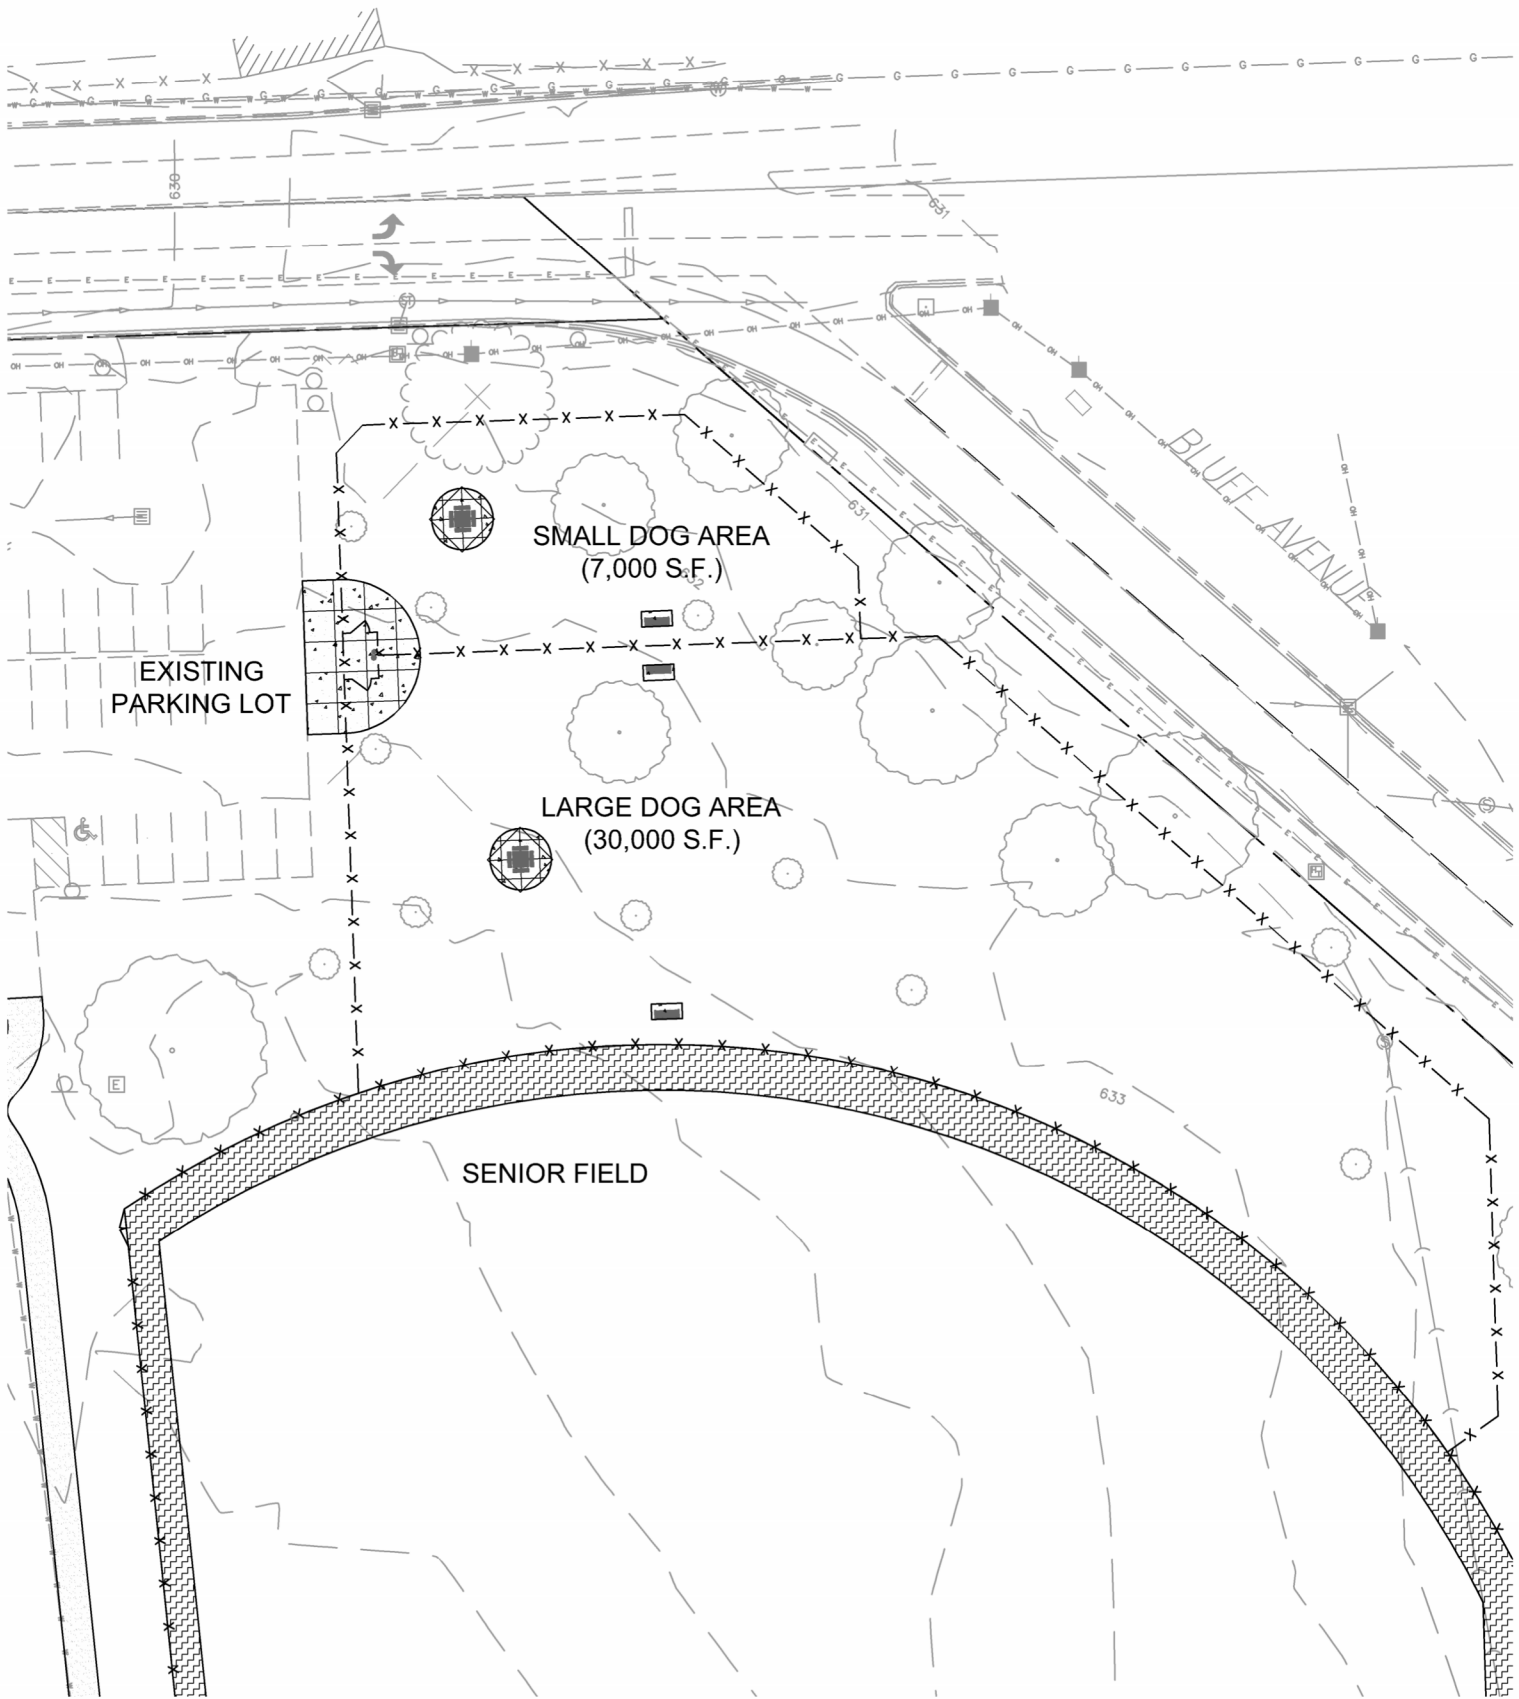 630
631
BLUFF AVENUE
631
SMALL DOG AREA
(7,000 S.F.)
632
EXISTING
PARKING LOT
LARGE DOG AREA
(30,000 S.F.)
633
SENIOR FIELD